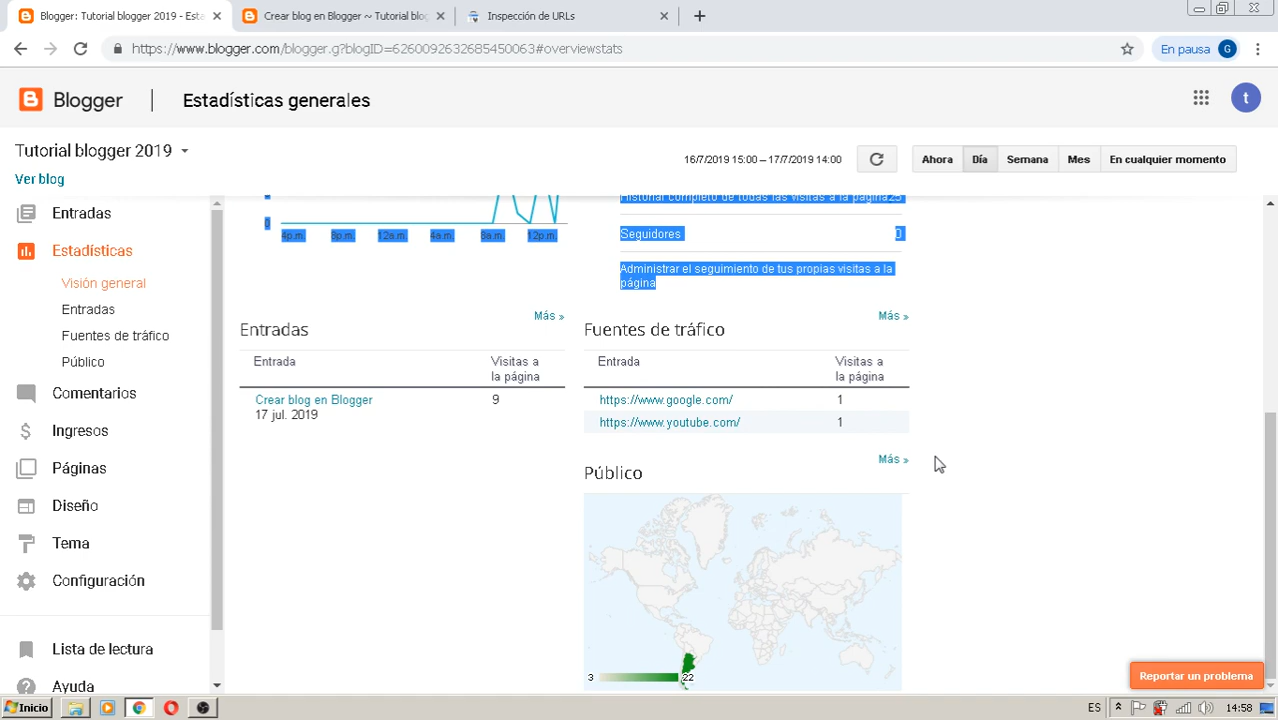 Blogger: Tutorial blogger 2019 - Esta
Crear blog en Blogger ~ Tutorial blog
Inspección de URLs
https://www.blogger.com/blogger.g?blogID=6260092632685450063#overviewstats
En pausa
G
Blogger
Estadísticas generales
t
Tutorial blogger 2019
16/7/2019 15:00 – 17/7/2019 14:00
Ahora
Día
Semana
Mes
En cualquier momento
Ver blog
Entradas
Estadísticas
Visión general
Entradas
Fuentes de tráfico
Público
Comentarios
Ingresos
Páginas
Diseño
Tema
Configuración
Lista de lectura
Ayuda
0
4p.m.
8p.m.
12a.m.
4a.m.
8a.m.
12p.m.
Historial completo de todas las visitas a la página25
Seguidores
0
Administrar el seguimiento de tus propias visitas a la
página
Más »
Entradas
Entrada
Visitas a
la página
Crear blog en Blogger
9
17 jul. 2019
Más »
Fuentes de tráfico
Entrada
Visitas a
la página
https://www.google.com/
1
https://www.youtube.com/
1
Más »
Público
3
22
Reportar un problema
Inicio
ES
14:58